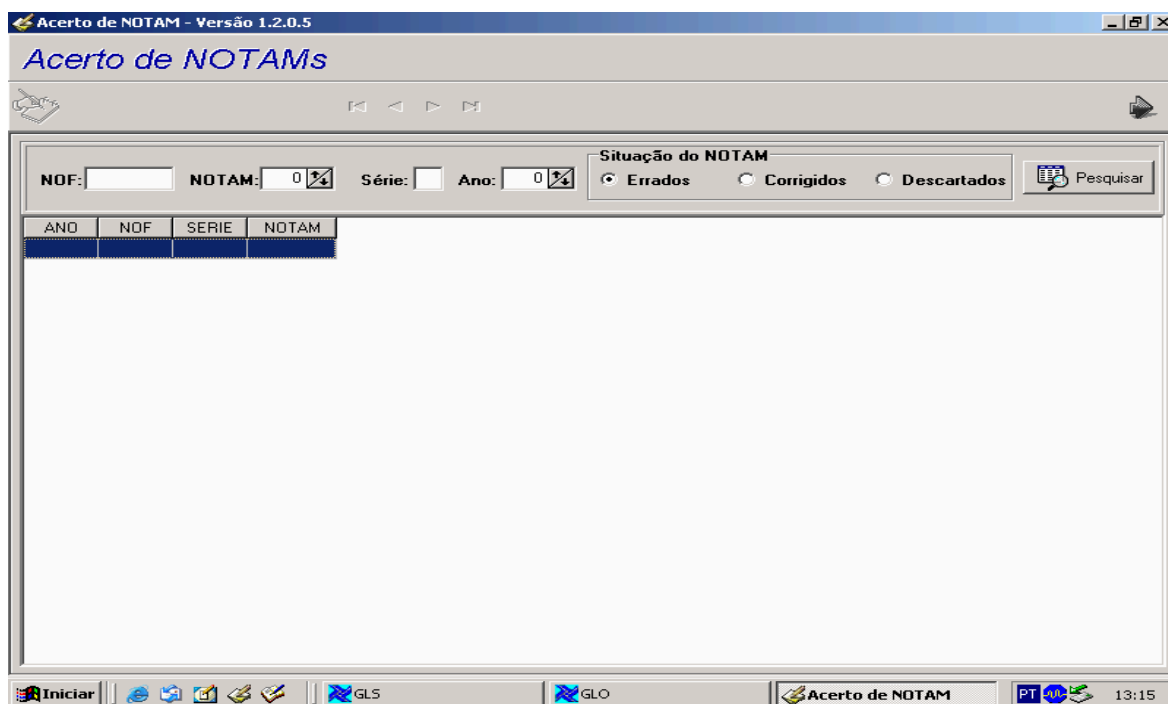 Acerto de NOTAM - Versão 1.2.0.5
Acerto de NOTAMs
Situação do NOTAM
NOF: NOTAM: 0 Série: Ano: 0 Errados Corrigidos Descartados Pesquisar
ANO NOF SERIE NOTAM
Iniciar GLS GLO Acerto de NOTAM PT 13:15